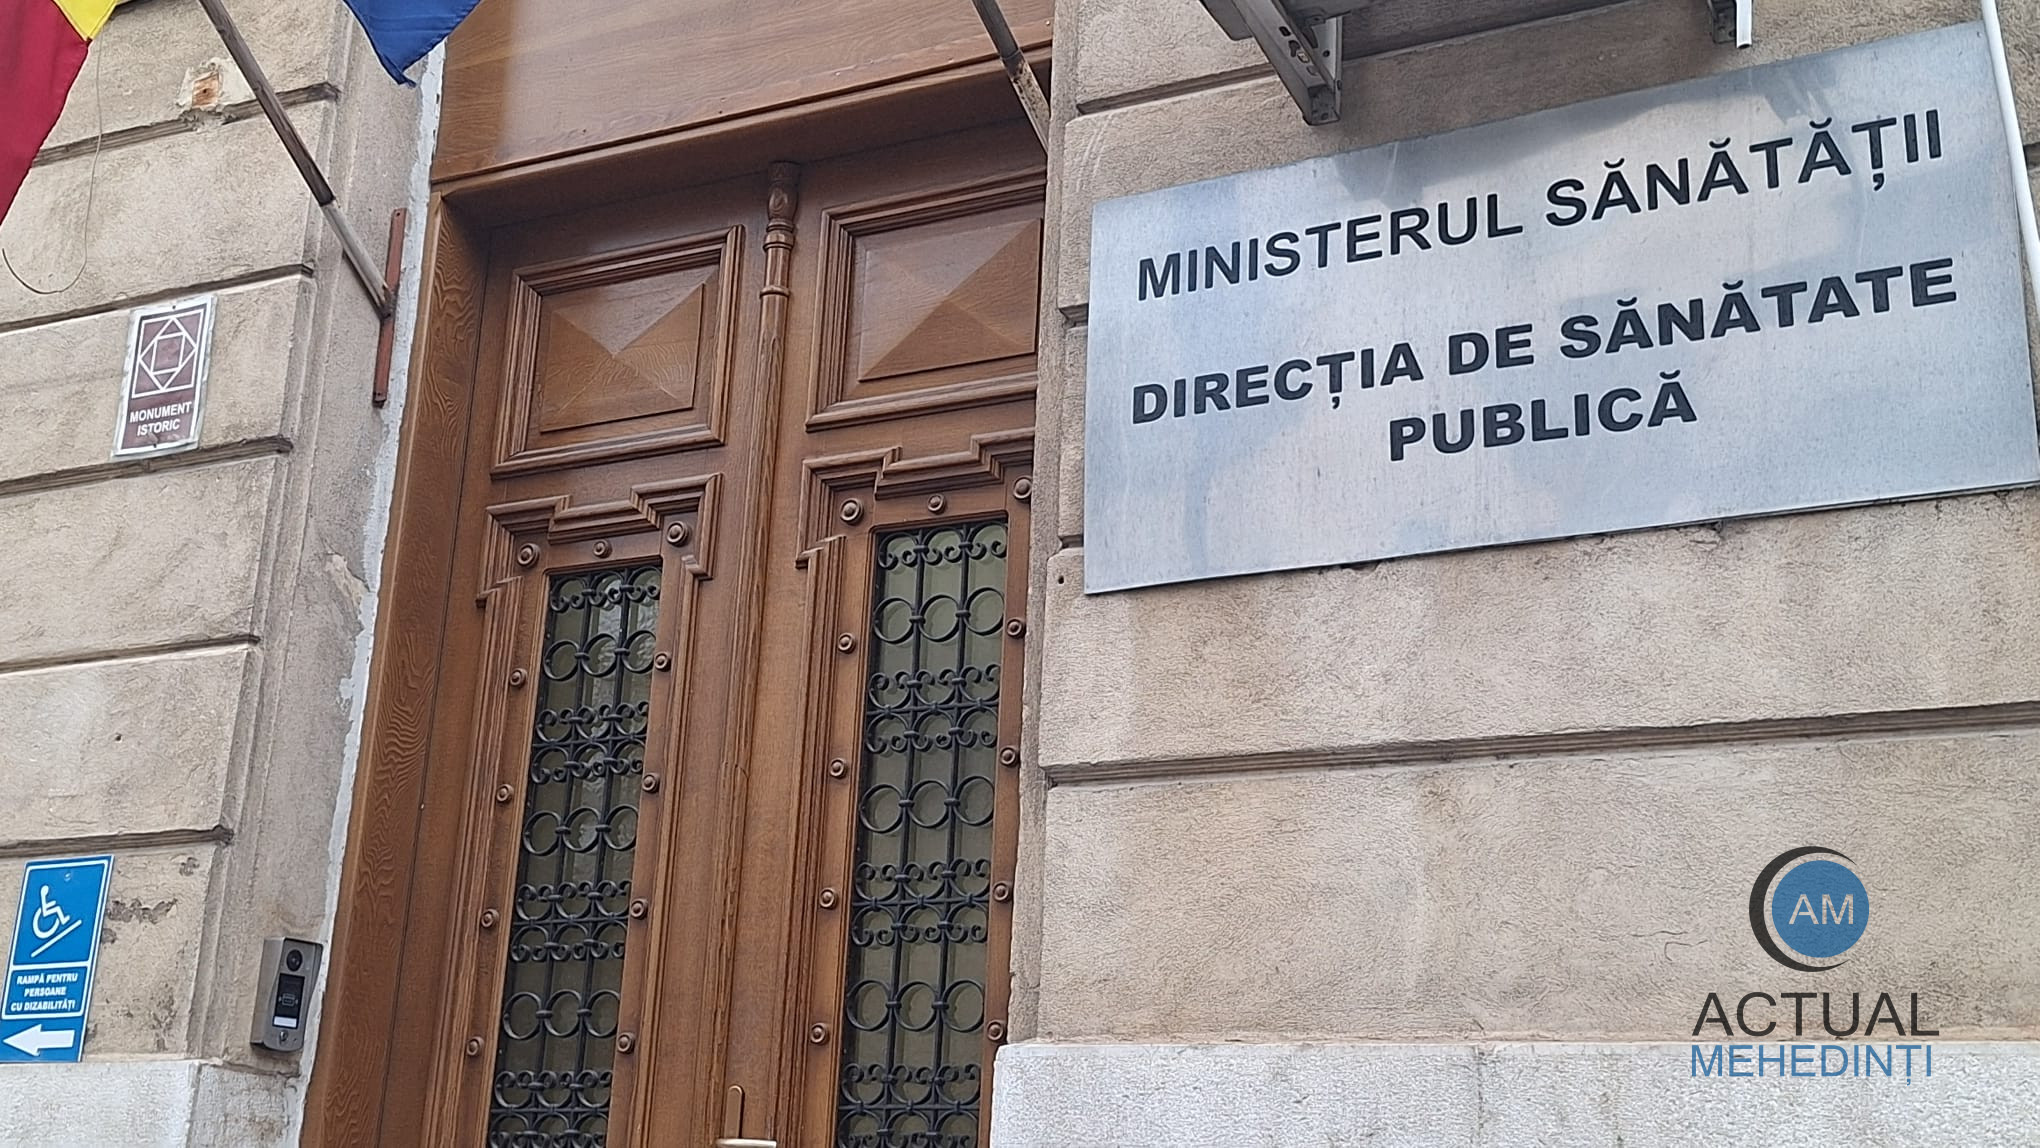 MINISTERUL SĂNĂTĂȚII
DIRECȚIA DE SĂNĂTATE
PUBLICĂ
MONUMENT
ISTORIC
RAMPĂ PENTRU
PERSOANE
CU DIZABILITĂȚI
AM
ACTUAL
MEHEDINȚI